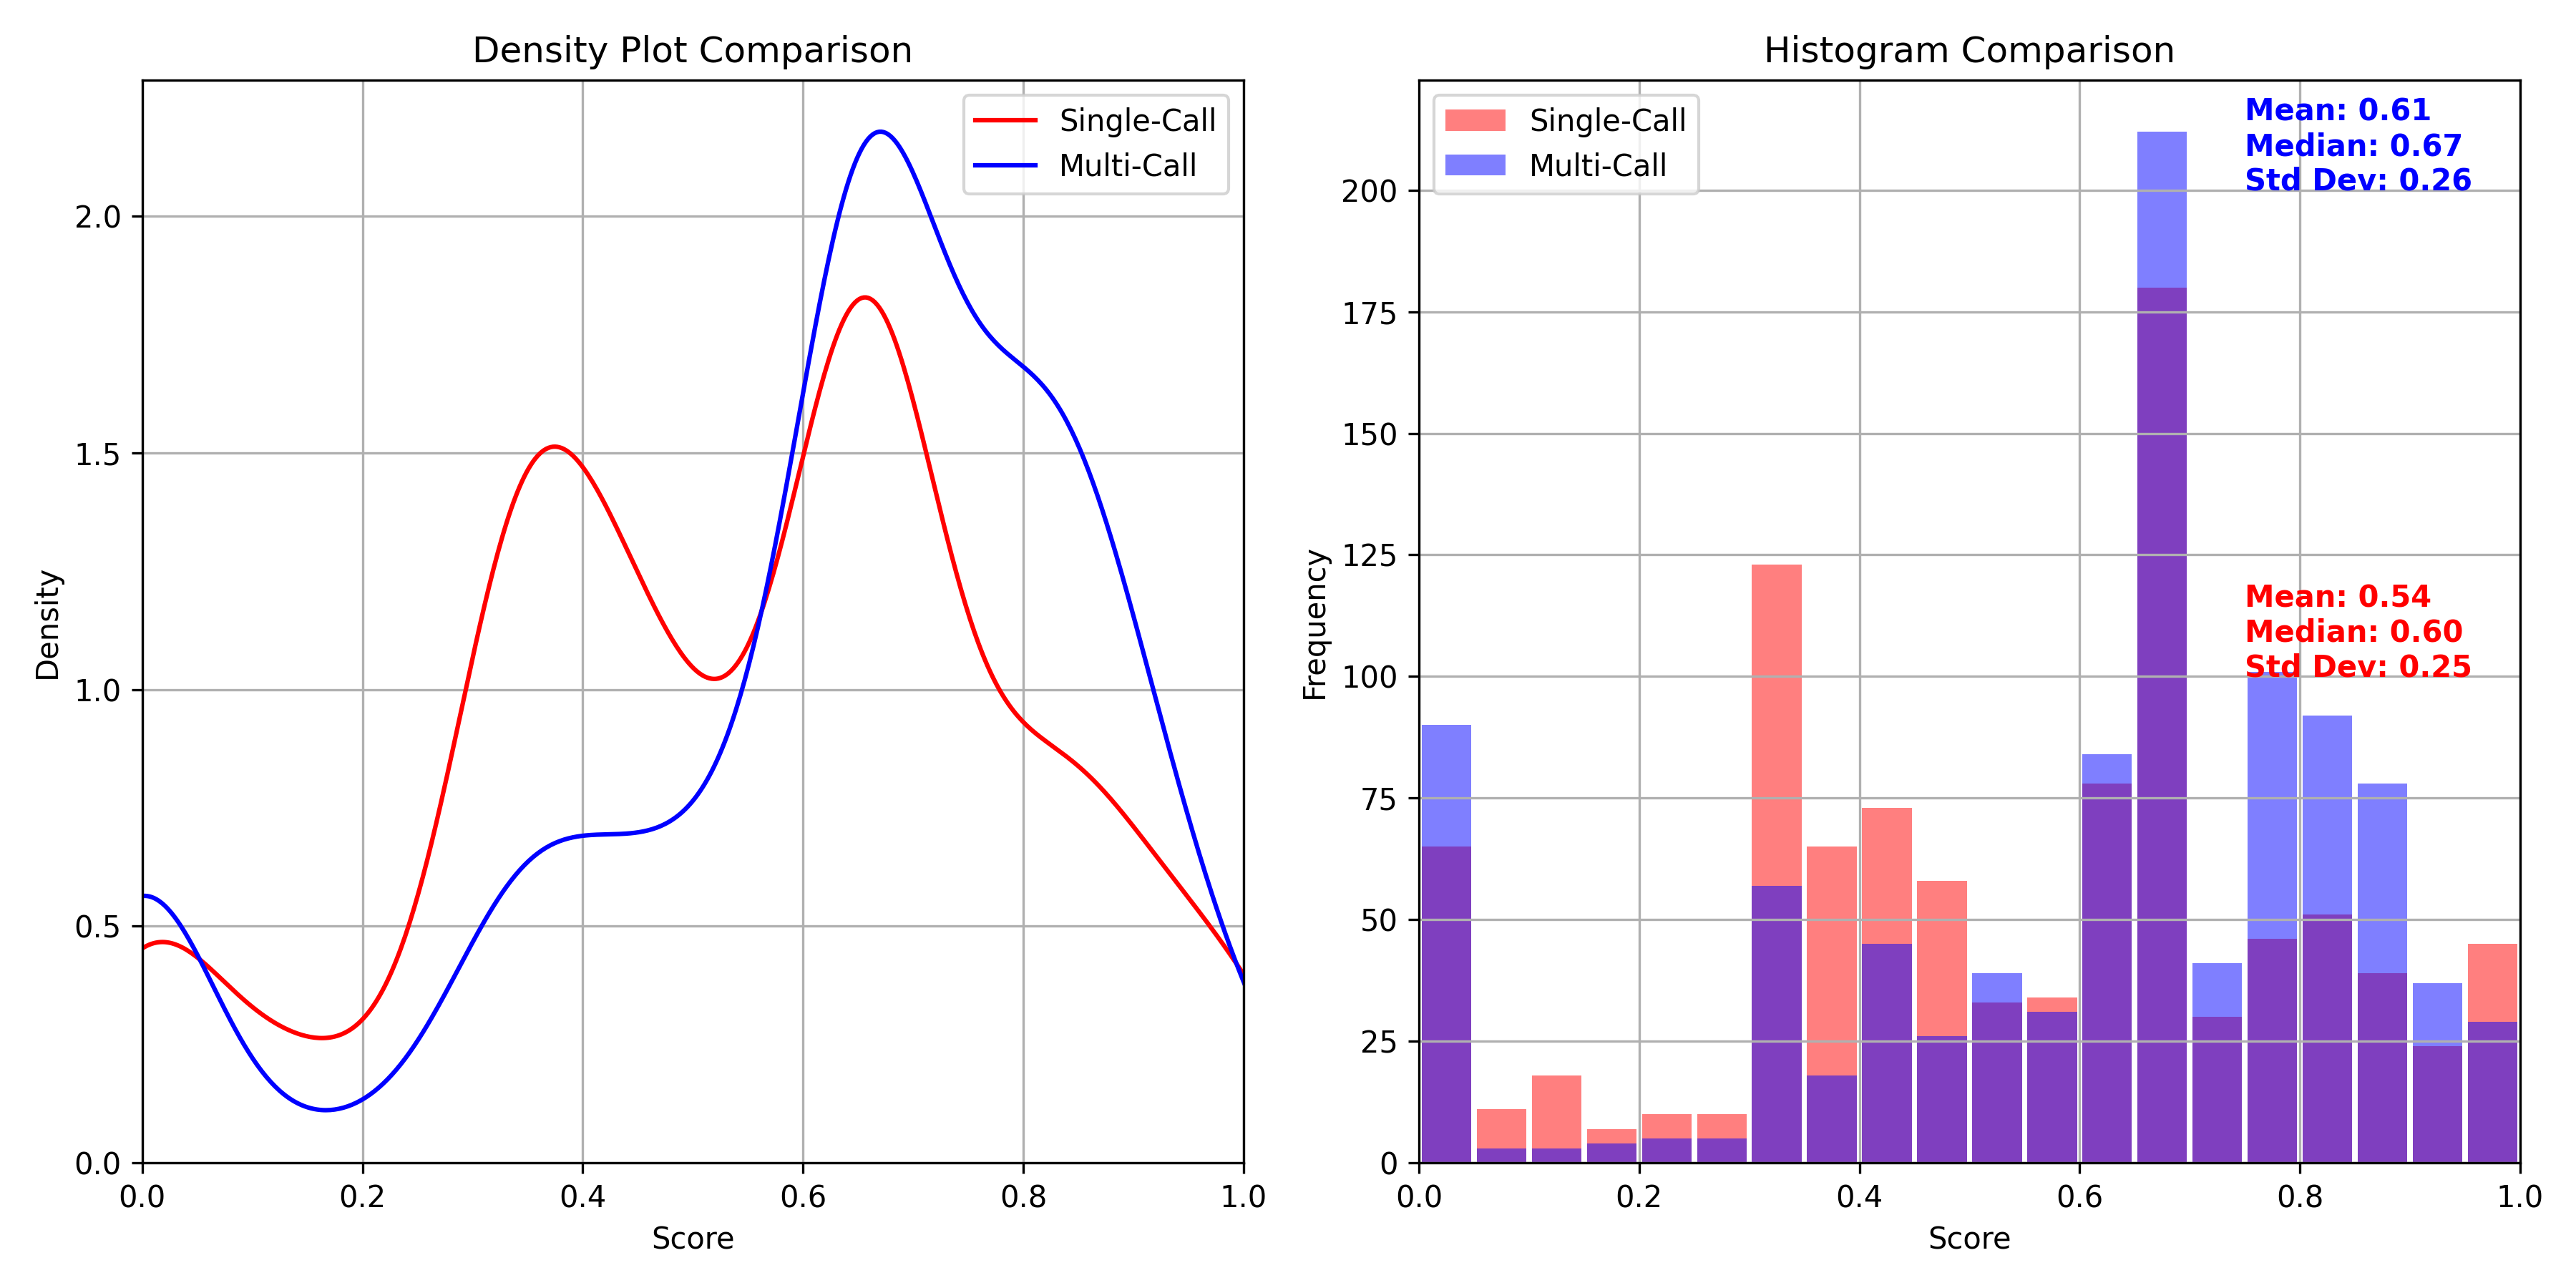 Density Plot Comparison
Single-Call
Multi-Call
Density
2.0
1.5
1.0
0.5
0.0
0.0 0.2 0.4 0.6 0.8 1.0
Score
Histogram Comparison
Single-Call
Multi-Call
Mean: 0.61
Median: 0.67
Std Dev: 0.26
Mean: 0.54
Median: 0.60
Std Dev: 0.25
Frequency
200
175
150
125
100
75
50
25
0
0.0 0.2 0.4 0.6 0.8 1.0
Score